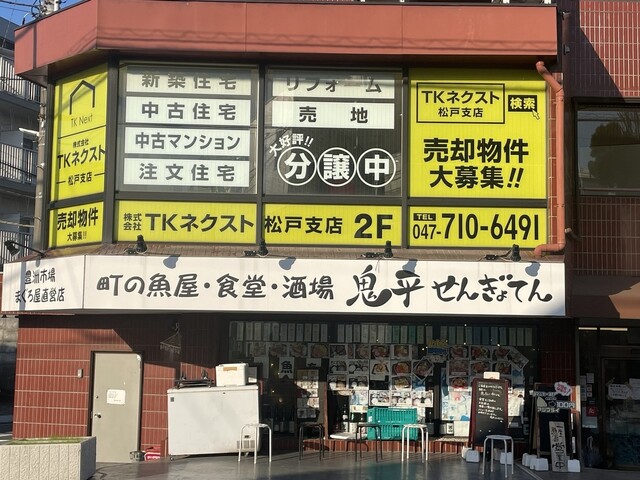 新築住宅
中古住宅
中古マンション
注文住宅
リフォーム
売地
大好評!!
分譲中
TKネクスト
松戸支店
検索
売却物件
大募集!!
TK Next
株式会社
TKネクスト
松戸支店
売却物件
大募集!!
株式会社 TKネクスト 松戸支店 2F
TEL 047-710-6491
豊洲市場
まぐろ屋直営店
町の魚屋・食堂・酒場 鬼平 せんぎょてん